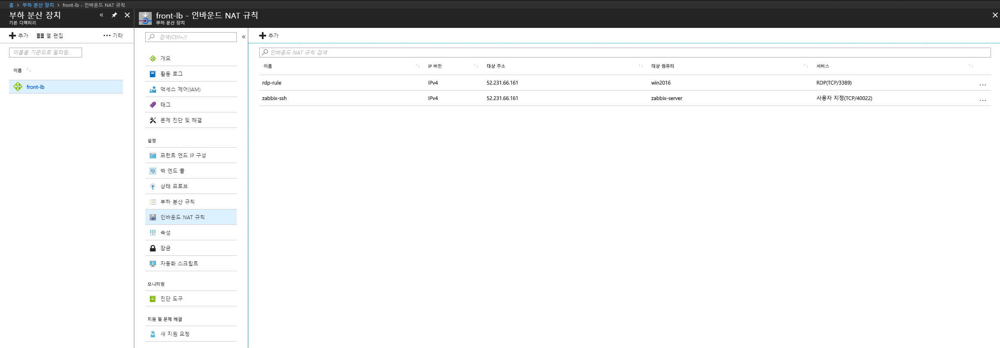 홈 > 부하 분산 장치 > front-lb - 인바운드 NAT 규칙
부하 분산 장치
기본 디렉터리
추가
열 편집
기타
이름을 기준으로 필터링...
이름
front-lb
front-lb - 인바운드 NAT 규칙
부하 분산 장치
검색(Ctrl+/)
개요
활동 로그
액세스 제어(IAM)
태그
문제 진단 및 해결
설정
프런트 엔드 IP 구성
백 엔드 풀
상태 프로브
부하 분산 규칙
인바운드 NAT 규칙
속성
잠금
자동화 스크립트
모니터링
진단 도구
지원 및 문제 해결
새 지원 요청
추가
인바운드 NAT 규칙 검색
이름 IP 버전 대상 주소 대상 컴퓨터 서비스
rdp-rule IPv4 52.231.66.161 win2016 RDP(TCP/3389) ...
zabbix-ssh IPv4 52.231.66.161 zabbix-server 사용자 지정(TCP/40022) ...